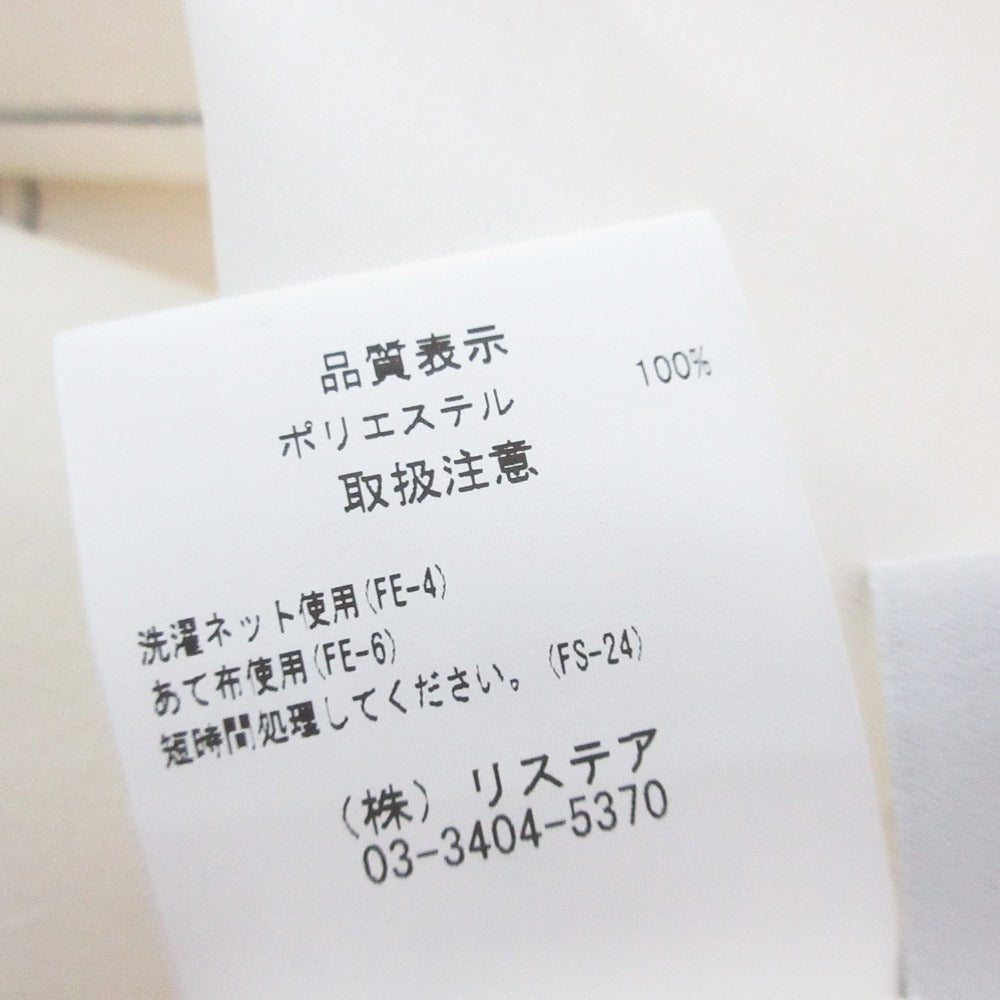 品質表示
ポリエステル 100%
取扱注意
洗濯ネット使用(FE-4)
あて布使用(FE-6)
短時間処理してください。 (FS-24)
(株) リステア
03-3404-5370